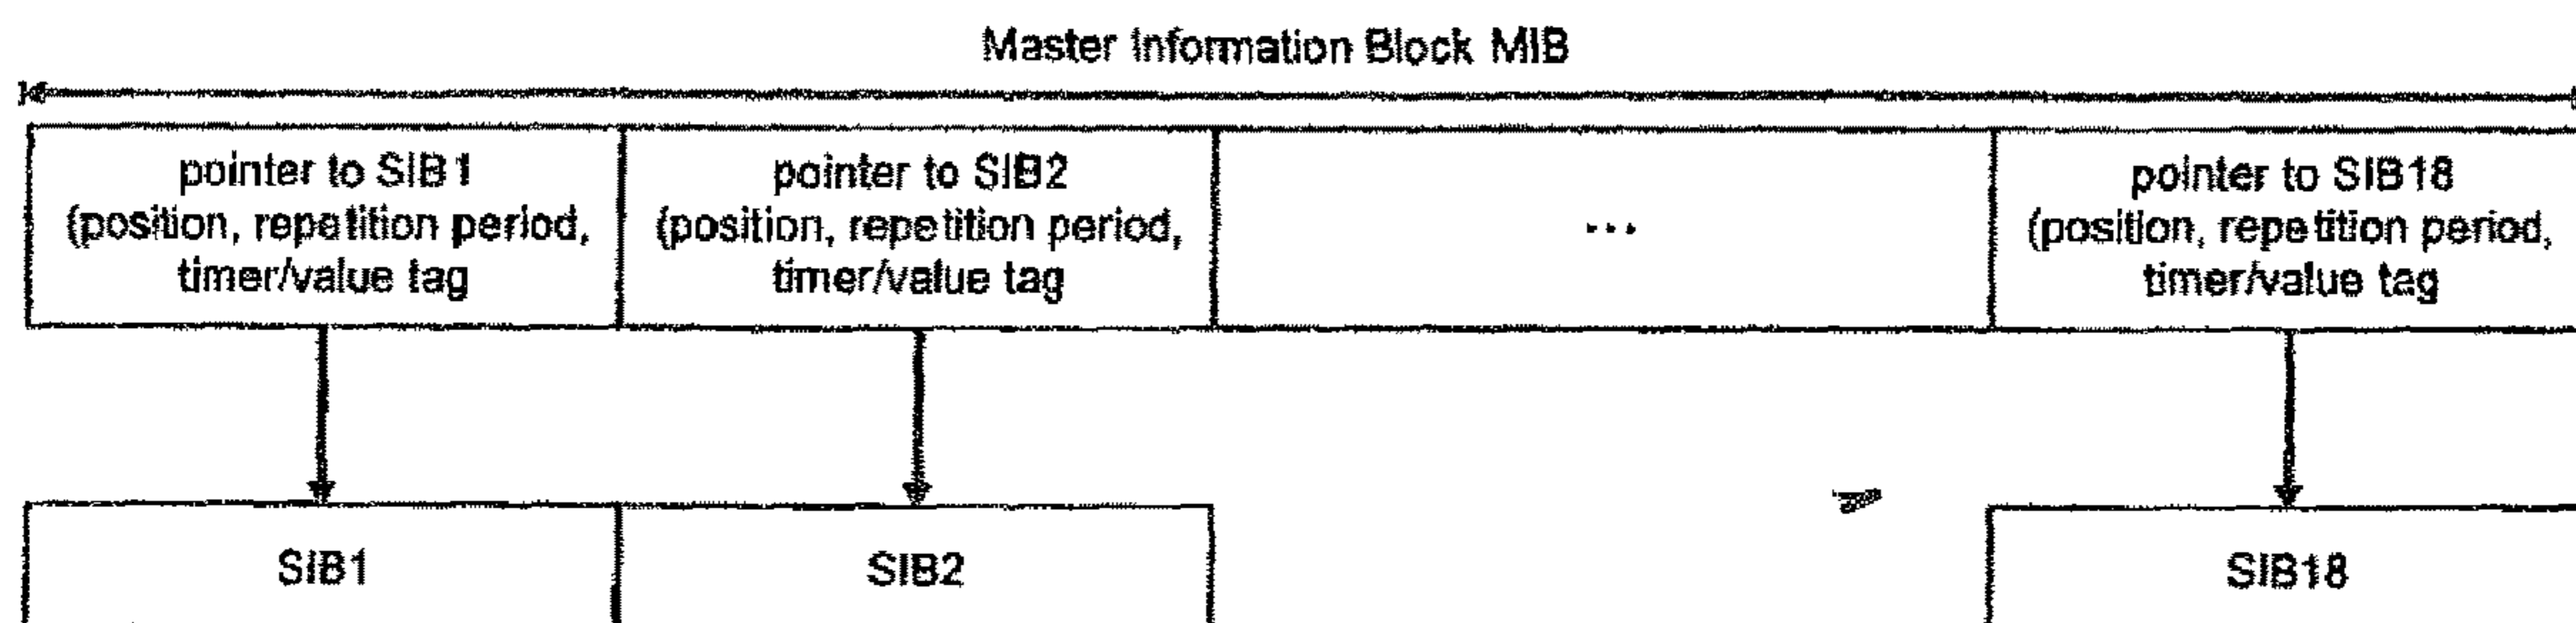 Master Information Block MIB
pointer to SIB1
(position, repetition period,
timer/value tag
pointer to SIB2
(position, repetition period,
timer/value tag
...
pointer to SIB18
(position, repetition period,
timer/value tag
SIB1
SIB2
SIB18